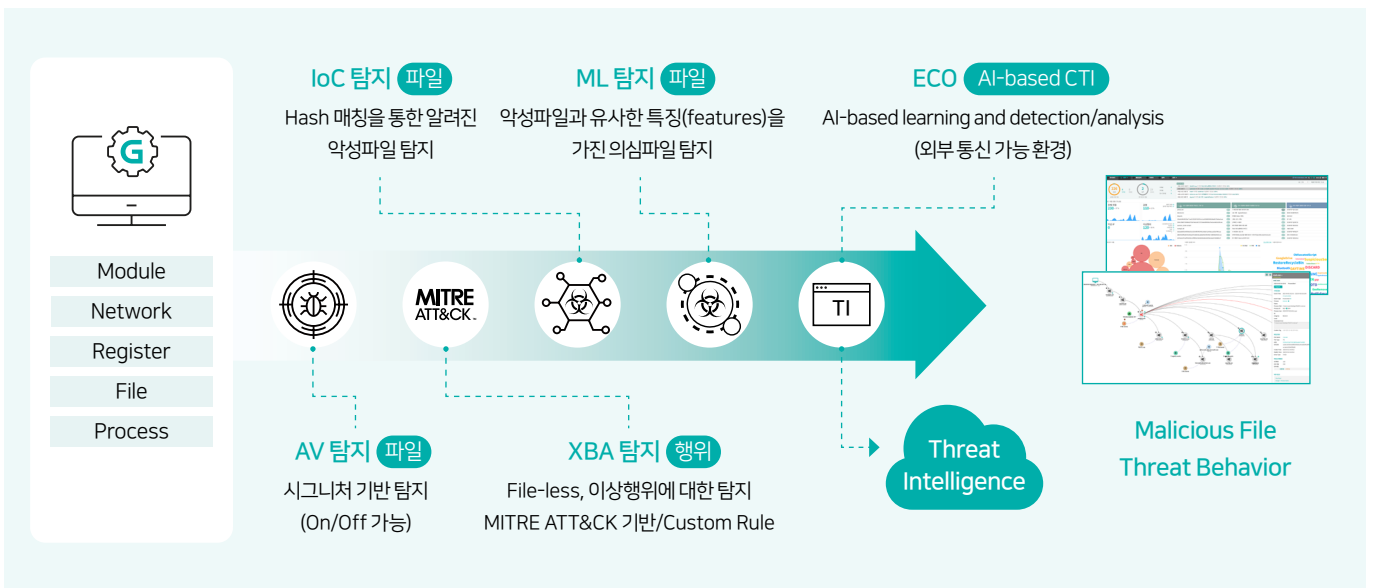 G
Module
Network
Register
File
Process
IoC 탐지 파일
Hash 매칭을 통한 알려진
악성파일 탐지
ML 탐지 파일
악성파일과 유사한 특징(features)을
가진 의심파일 탐지
ECO AI-based CTI
AI-based learning and detection/analysis
(외부 통신 가능 환경)
MITRE
ATT&CK™
TI
AV 탐지 파일
시그니처 기반 탐지
(On/Off 가능)
XBA 탐지 행위
File-less, 이상행위에 대한 탐지
MITRE ATT&CK 기반/Custom Rule
Threat
Intelligence
Malicious File
Threat Behavior